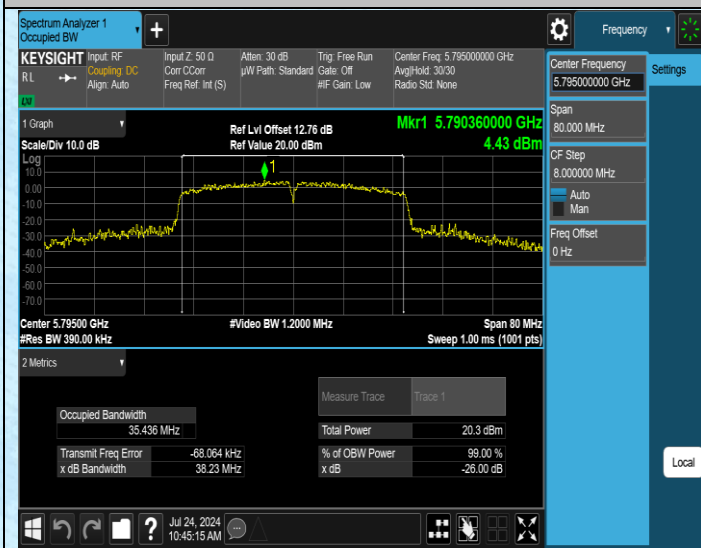 Spectrum Analyzer 1
Occupied BW
Frequency
KEYSIGHT
R L
Input: RF
Coupling: DC
Align: Auto
Input Z: 50 Ω
Corr CCorr
Freq Ref: Int (S)
Atten: 30 dB
µW Path: Standard
Trig: Free Run
Gate: Off
#IF Gain: Low
Center Freq: 5.795000000 GHz
Avg|Hold: 30/30
Radio Std: None
1 Graph
Scale/Div 10.0 dB
Ref Lvl Offset 12.76 dB
Ref Value 20.00 dBm
Mkr1 5.790360000 GHz
4.43 dBm
Log
10.0
0.00
-10.0
-20.0
-30.0
-40.0
-50.0
-60.0
-70.0
1
Center 5.79500 GHz
#Res BW 390.00 kHz
#Video BW 1.2000 MHz
Span 80 MHz
Sweep 1.00 ms (1001 pts)
2 Metrics
Measure Trace Trace 1
Occupied Bandwidth
35.436 MHz
Total Power 20.3 dBm
Transmit Freq Error -68.064 kHz
% of OBW Power 99.00 %
x dB Bandwidth 38.23 MHz
x dB -26.00 dB
Center Frequency
5.795000000 GHz
Settings
Span
80.000 MHz
CF Step
8.000000 MHz
Auto
Man
Freq Offset
0 Hz
Local
?
Jul 24, 2024
10:45:15 AM